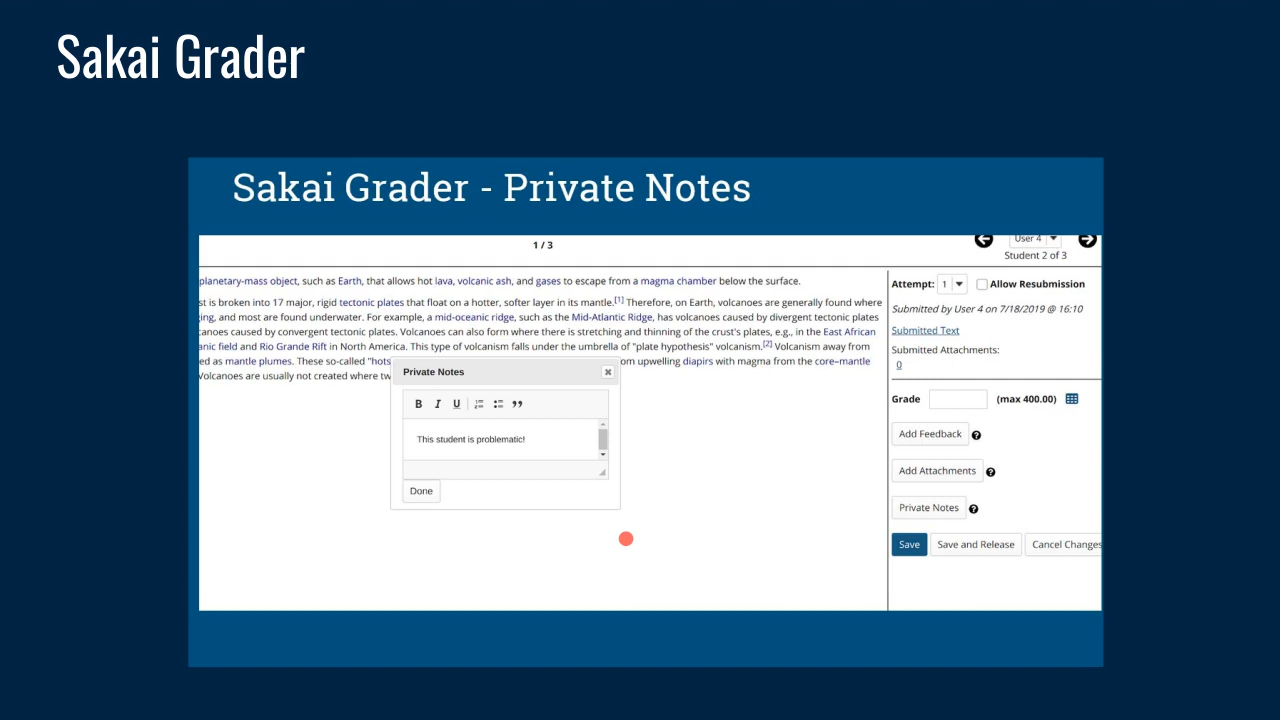 Sakai Grader
Sakai Grader - Private Notes
1 / 3
User 4
Student 2 of 3
planetary-mass object, such as Earth, that allows hot lava, volcanic ash, and gases to escape from a magma chamber below the surface.
st is broken into 17 major, rigid tectonic plates that float on a hotter, softer layer in its mantle.[1] Therefore, on Earth, volcanoes are generally found where
ging, and most are found underwater. For example, a mid-oceanic ridge, such as the Mid-Atlantic Ridge, has volcanoes caused by divergent tectonic plates
canoes caused by convergent tectonic plates. Volcanoes can also form where there is stretching and thinning of the crust's plates, e.g., in the East African
anic field and Rio Grande Rift in North America. This type of volcanism falls under the umbrella of "plate hypothesis" volcanism.[2] Volcanism away from
ed as mantle plumes. These so-called "hots om upwelling diapirs with magma from the core–mantle
Volcanoes are usually not created where tw
Private Notes
B I U
This student is problematic!
Done
Attempt: 1 Allow Resubmission
Submitted by User 4 on 7/18/2019 @ 16:10
Submitted Text
Submitted Attachments:
0
Grade (max 400.00)
Add Feedback
Add Attachments
Private Notes
Save Save and Release Cancel Changes